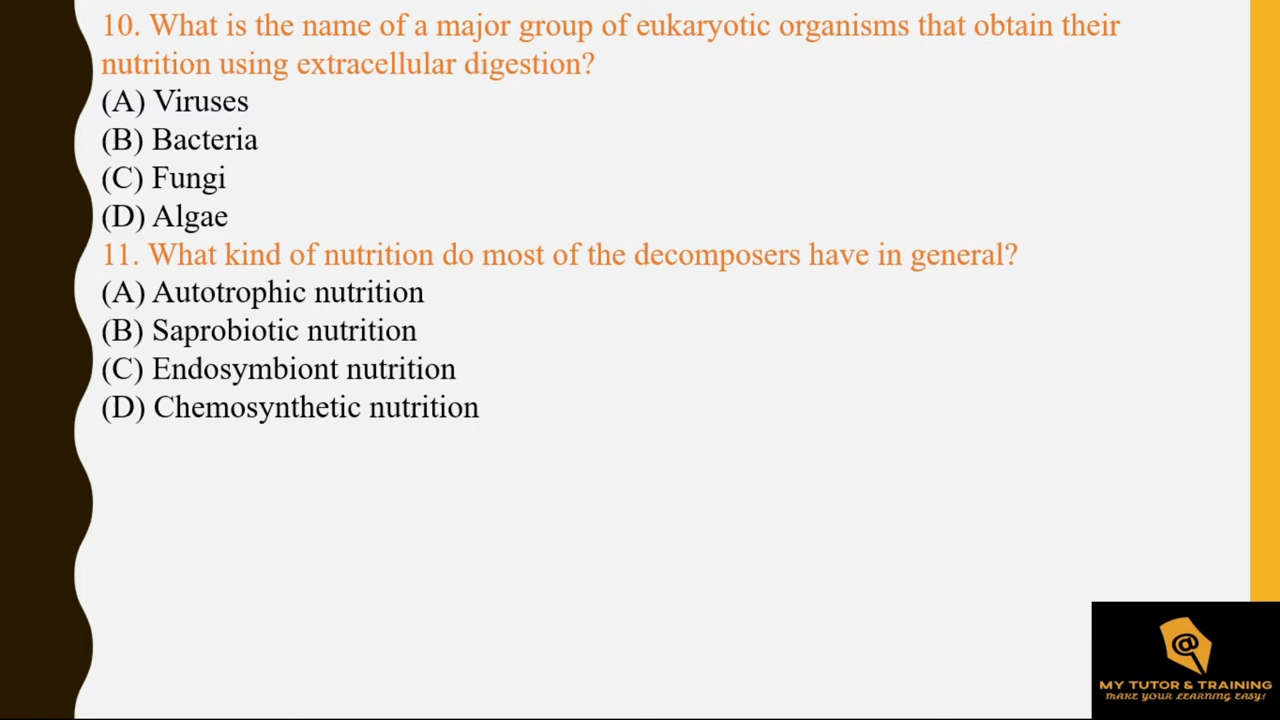 10. What is the name of a major group of eukaryotic organisms that obtain their
nutrition using extracellular digestion?
(A) Viruses
(B) Bacteria
(C) Fungi
(D) Algae
11. What kind of nutrition do most of the decomposers have in general?
(A) Autotrophic nutrition
(B) Saprobiotic nutrition
(C) Endosymbiont nutrition
(D) Chemosynthetic nutrition
@
MY TUTOR & TRAINING
MAKE YOUR LEARNING EASY!